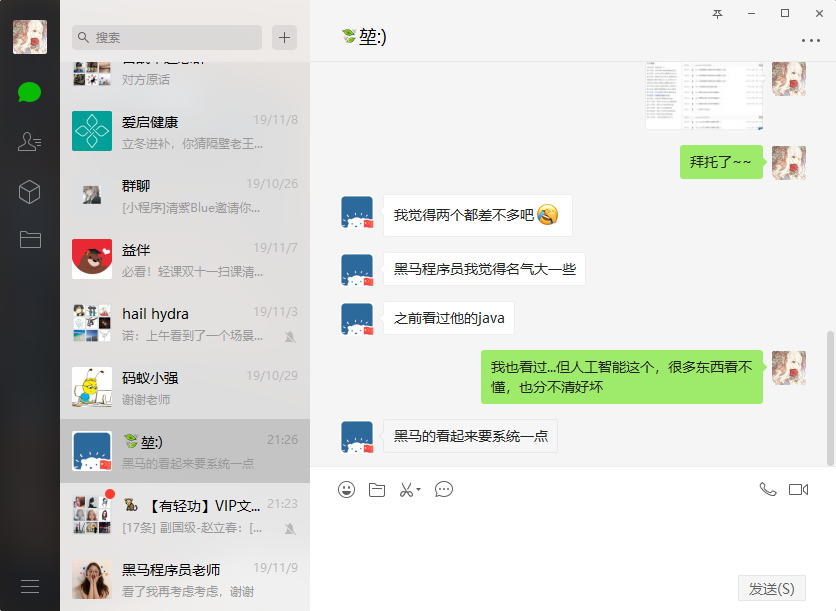 搜索
对方原话
爱启健康
19/11/8
立冬进补，你猜隔壁老王...
群聊
19/10/26
[小程序]清紫Blue邀请你...
益伴
19/11/7
必看！轻课双十一扫课清...
hail hydra
19/11/3
诺：上午看到了一个场景...
码蚁小强
19/10/29
谢谢老师
堃:)
21:26
黑马的看起来要系统一点
【有轻功】VIP文...
21:23
[17条] 副国级-赵立春：[...
黑马程序员老师
19/11/9
看了我再考虑考虑，谢谢
堃:)
拜托了~~
我觉得两个都差不多吧
黑马程序员我觉得名气大一些
之前看过他的java
我也看过...但人工智能这个，很多东西看不
懂，也分不清好坏
黑马的看起来要系统一点
发送(S)